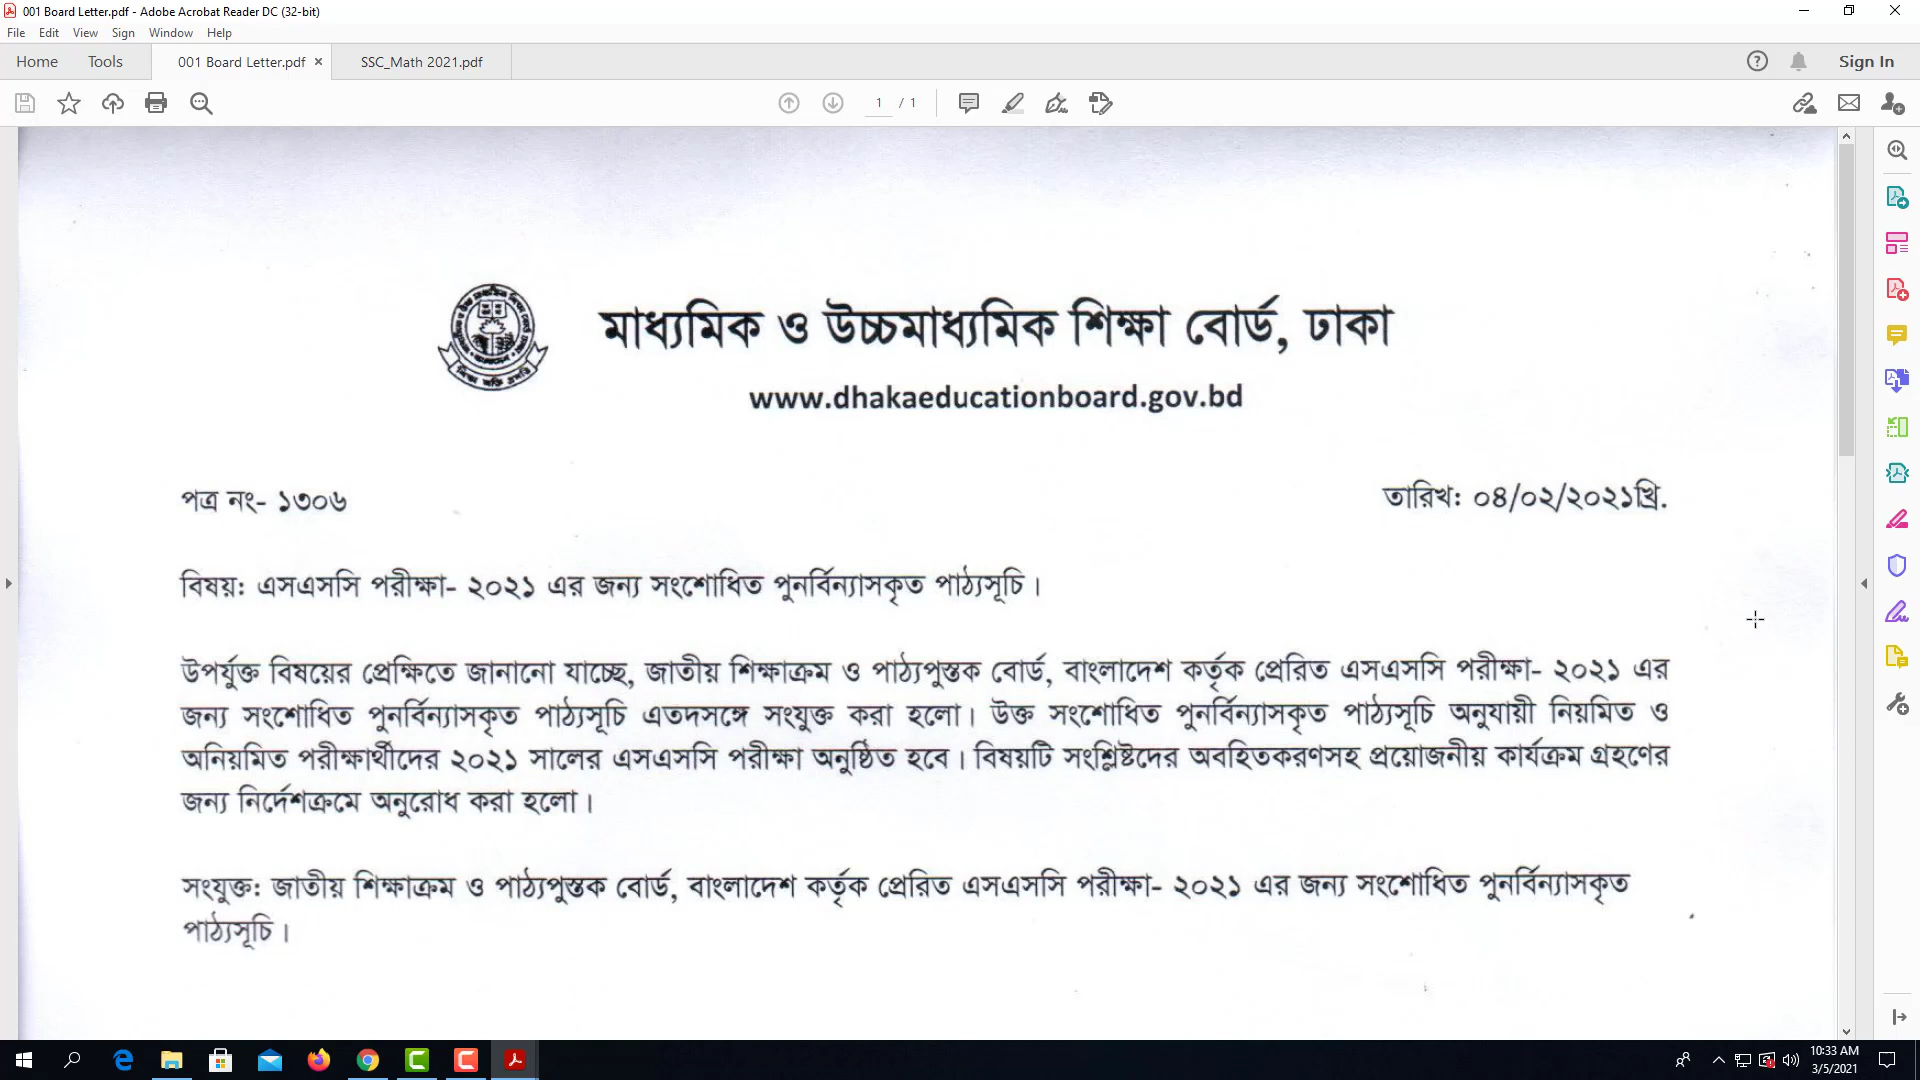 001 Board Letter.pdf - Adobe Acrobat Reader DC (32-bit)
File Edit View Sign Window Help
Home Tools 001 Board Letter.pdf × SSC_Math 2021.pdf Sign In
1 / 1
মাধ্যমিক ও উচ্চমাধ্যমিক শিক্ষা বোর্ড, ঢাকা
www.dhakaeducationboard.gov.bd
পত্র নং- ১৩০৬ তারিখ: ০৪/০২/২০২১খ্রি.
বিষয়: এসএসসি পরীক্ষা- ২০২১ এর জন্য সংশোধিত পুনর্বিন্যাসকৃত পাঠ্যসূচি।
উপর্যুক্ত বিষয়ের প্রেক্ষিতে জানানো যাচ্ছে, জাতীয় শিক্ষাক্রম ও পাঠ্যপুস্তক বোর্ড, বাংলাদেশ কর্তৃক প্রেরিত এসএসসি পরীক্ষা- ২০২১ এর
জন্য সংশোধিত পুনর্বিন্যাসকৃত পাঠ্যসূচি এতদসঙ্গে সংযুক্ত করা হলো। উক্ত সংশোধিত পুনর্বিন্যাসকৃত পাঠ্যসূচি অনুযায়ী নিয়মিত ও
অনিয়মিত পরীক্ষার্থীদের ২০২১ সালের এসএসসি পরীক্ষা অনুষ্ঠিত হবে। বিষয়টি সংশ্লিষ্টদের অবহিতকরণসহ প্রয়োজনীয় কার্যক্রম গ্রহণের
জন্য নির্দেশক্রমে অনুরোধ করা হলো।
সংযুক্ত: জাতীয় শিক্ষাক্রম ও পাঠ্যপুস্তক বোর্ড, বাংলাদেশ কর্তৃক প্রেরিত এসএসসি পরীক্ষা- ২০২১ এর জন্য সংশোধিত পুনর্বিন্যাসকৃত
পাঠ্যসূচি।
10:33 AM
3/5/2021